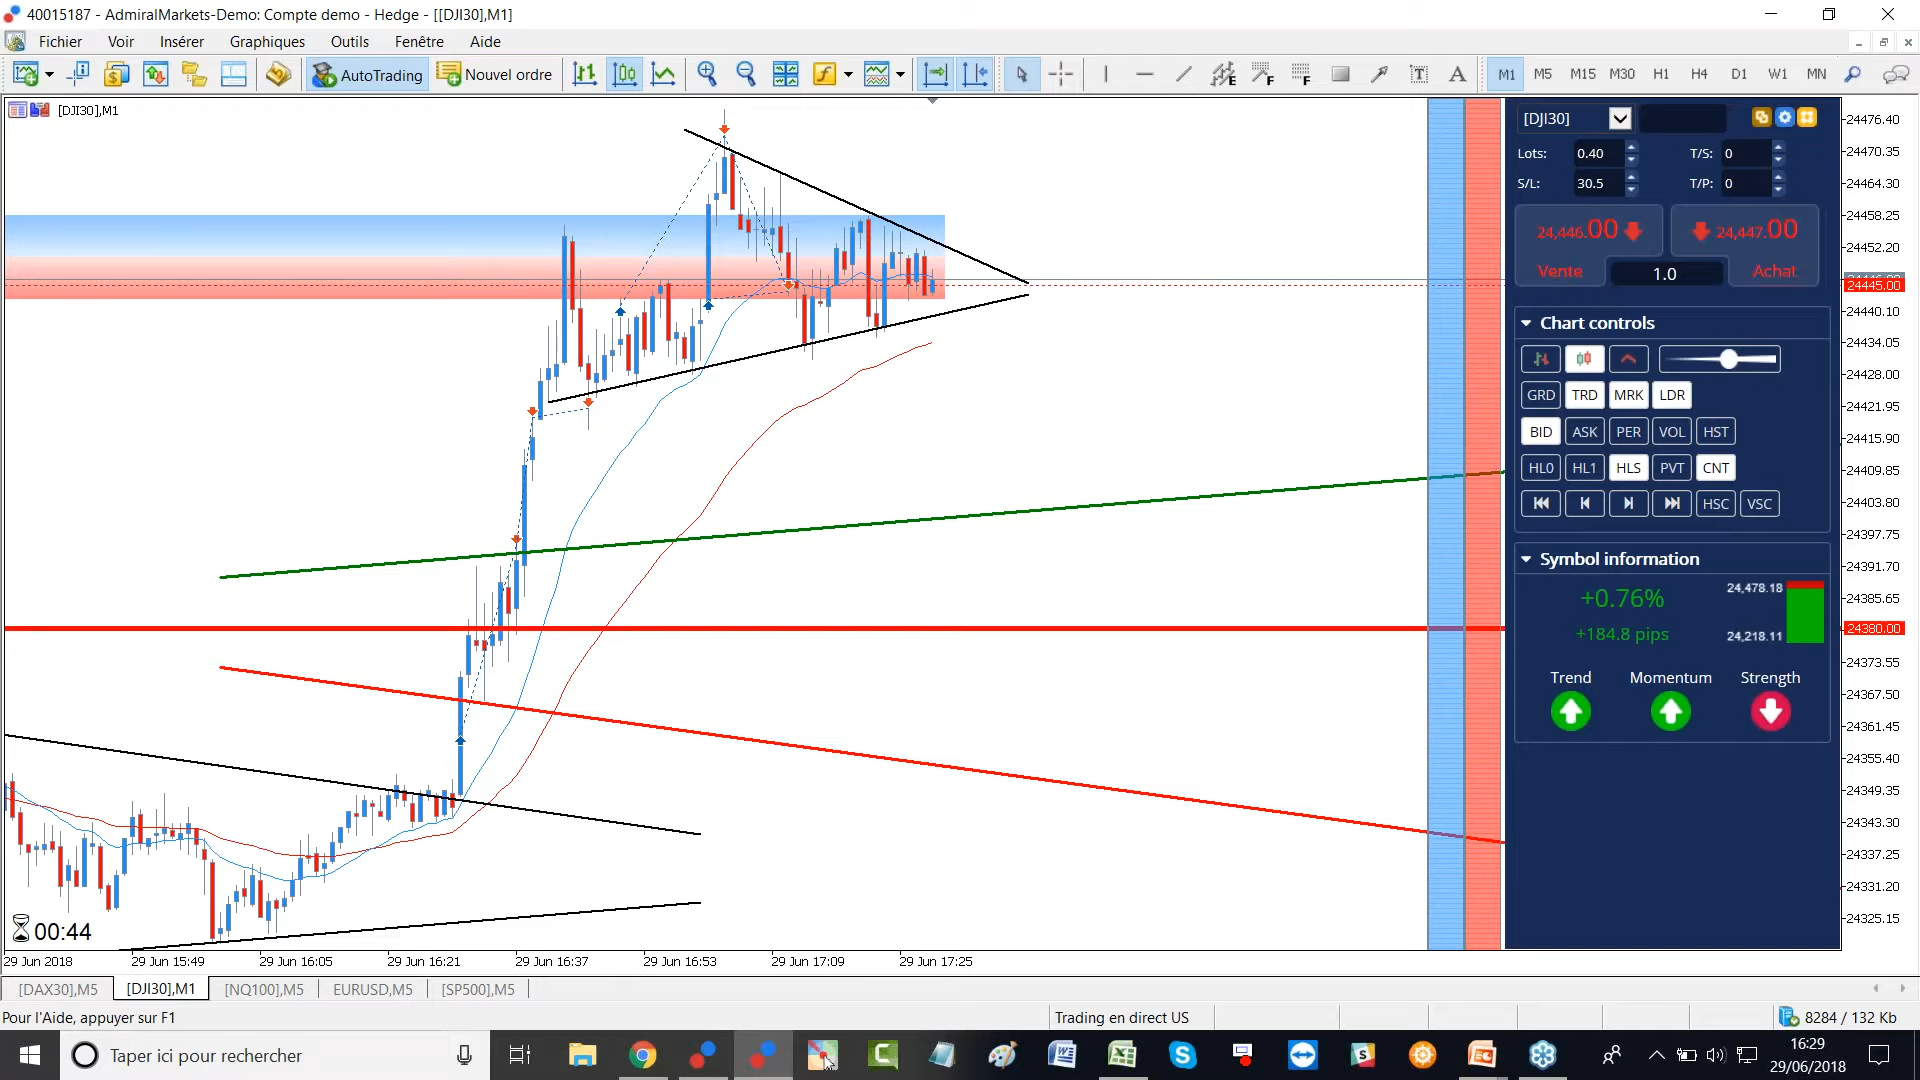 40015187 - AdmiralMarkets-Demo: Compte demo - Hedge - [[DJI30],M1]
Fichier Voir Insérer Graphiques Outils Fenêtre Aide
AutoTrading Nouvel ordre M1 M5 M15 M30 H1 H4 D1 W1 MN
[DJI30],M1
[DJI30]
Lots: 0.40 T/S: 0
S/L: 30.5 T/P: 0
24,446.00 24,447.00
Vente 1.0 Achat
Chart controls
GRD TRD MRK LDR
BID ASK PER VOL HST
HL0 HL1 HLS PVT CNT
HSC VSC
Symbol information
+0.76% 24,478.18
+184.8 pips 24,218.11
Trend Momentum Strength
24476.40
24470.35
24464.30
24458.25
24452.20
24445.00
24440.10
24434.05
24428.00
24421.95
24415.90
24409.85
24403.80
24397.75
24391.70
24385.65
24380.00
24373.55
24367.50
24361.45
24355.40
24349.35
24343.30
24337.25
24331.20
24325.15
00:44
29 Jun 2018 29 Jun 15:49 29 Jun 16:05 29 Jun 16:21 29 Jun 16:37 29 Jun 16:53 29 Jun 17:09 29 Jun 17:25
[DAX30],M5 [DJI30],M1 [NQ100],M5 EURUSD,M5 [SP500],M5
Pour l'Aide, appuyer sur F1 Trading en direct US 8284 / 132 Kb
Taper ici pour rechercher
16:29
29/06/2018